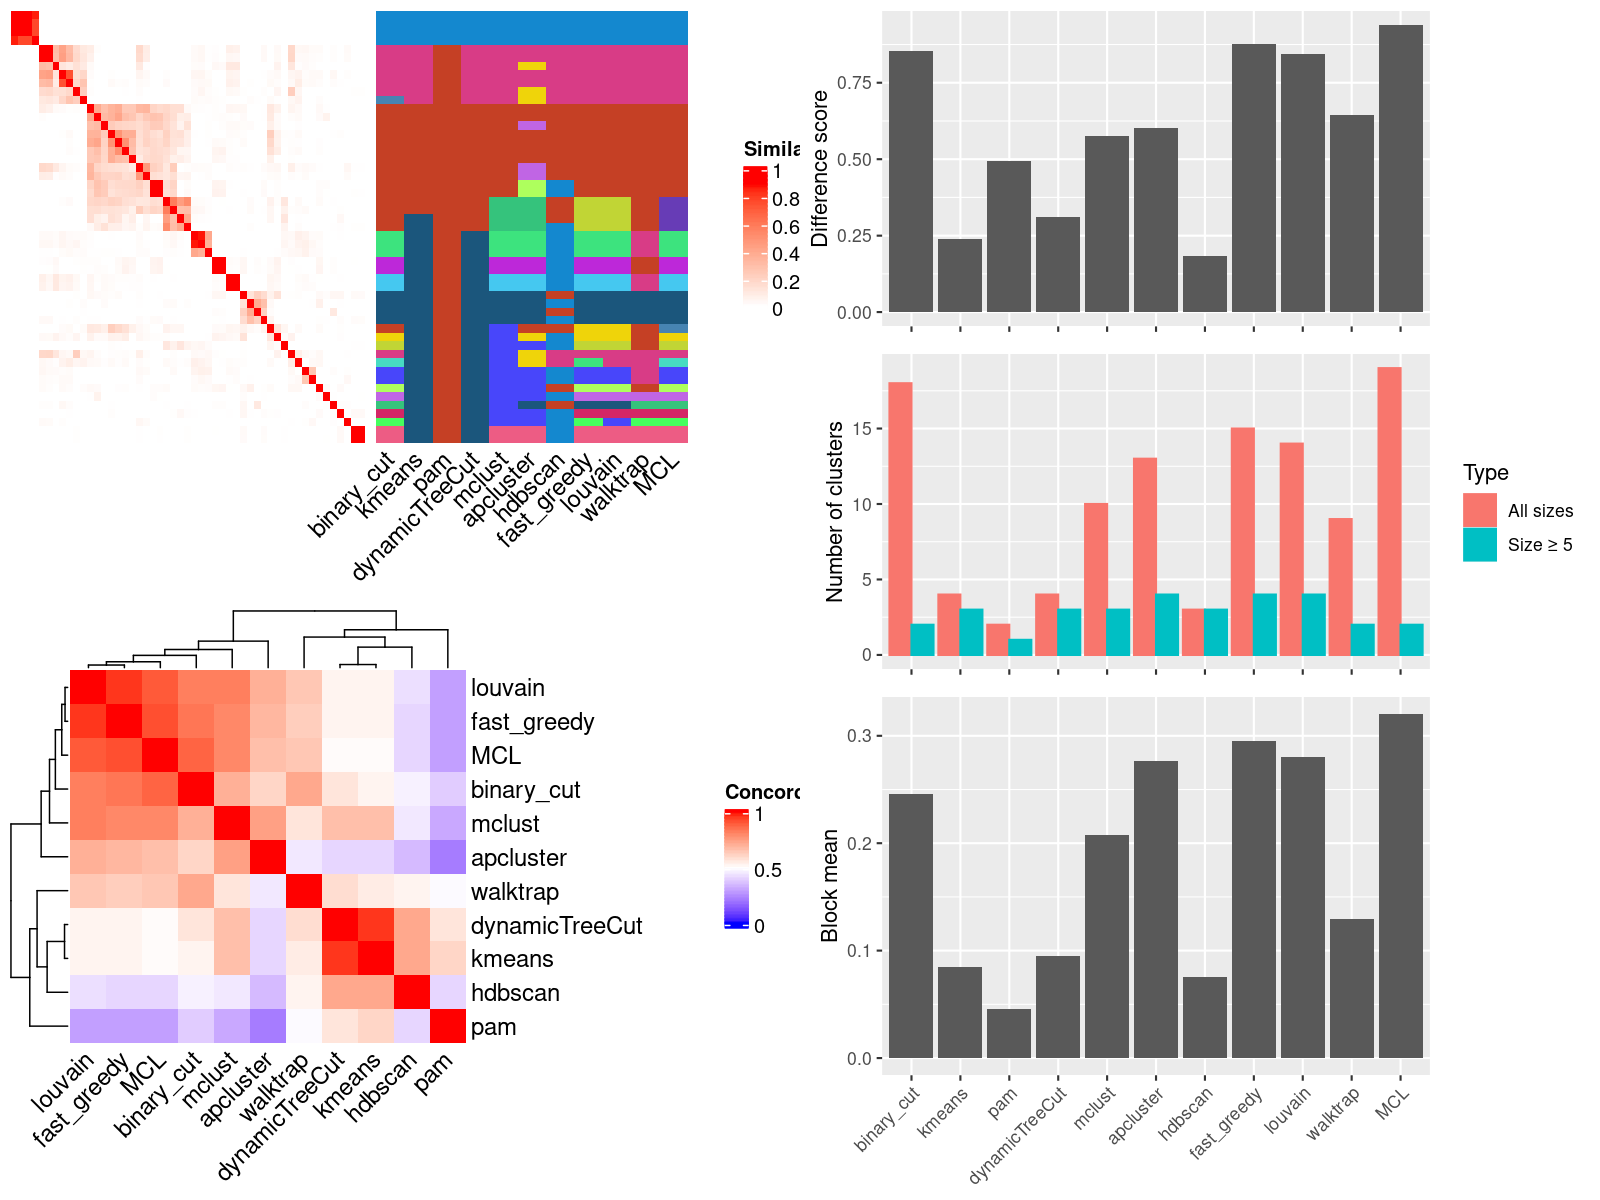 Simila
1
0.8
0.6
0.4
0.2
0
binary_cut
kmeans
pam
dynamicTreeCut
mclust
apcluster
hdbscan
fast_greedy
louvain
walktrap
MCL
louvain
fast_greedy
MCL
binary_cut
mclust
apcluster
walktrap
dynamicTreeCut
kmeans
hdbscan
pam
louvain
fast_greedy
MCL
binary_cut
mclust
apcluster
walktrap
dynamicTreeCut
kmeans
hdbscan
pam
Concord
1
0.5
0
Difference score
0.75
0.50
0.25
0.00
Number of clusters
15
10
5
0
Type
All sizes
Size ≥ 5
Block mean
0.3
0.2
0.1
0.0
binary_cut
kmeans
pam
dynamicTreeCut
mclust
apcluster
hdbscan
fast_greedy
louvain
walktrap
MCL